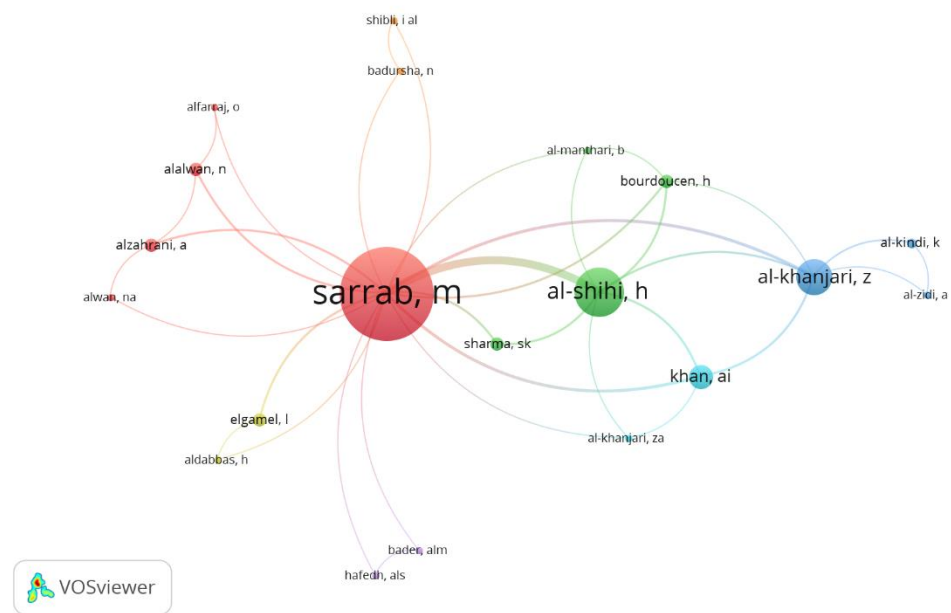 shibli, i al
badursha, n
alfarraj, o
al-manthari, b
alalwan, n
bourdoucen, h
alzahrani, a
al-kindi, k
al-khanjari, z
sarrab, m
al-shihi, h
alwan, na
al-zidi, a
sharma, sk
khan, ai
elgamel, l
al-khanjari, za
aldabbas, h
bader, alm
hafedh, als
VOSviewer